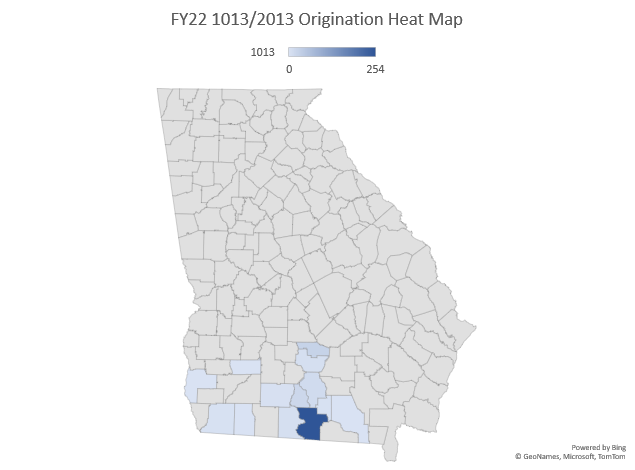 FY22 1013/2013 Origination Heat Map
1013
0 254
Powered by Bing
© GeoNames, Microsoft, TomTom